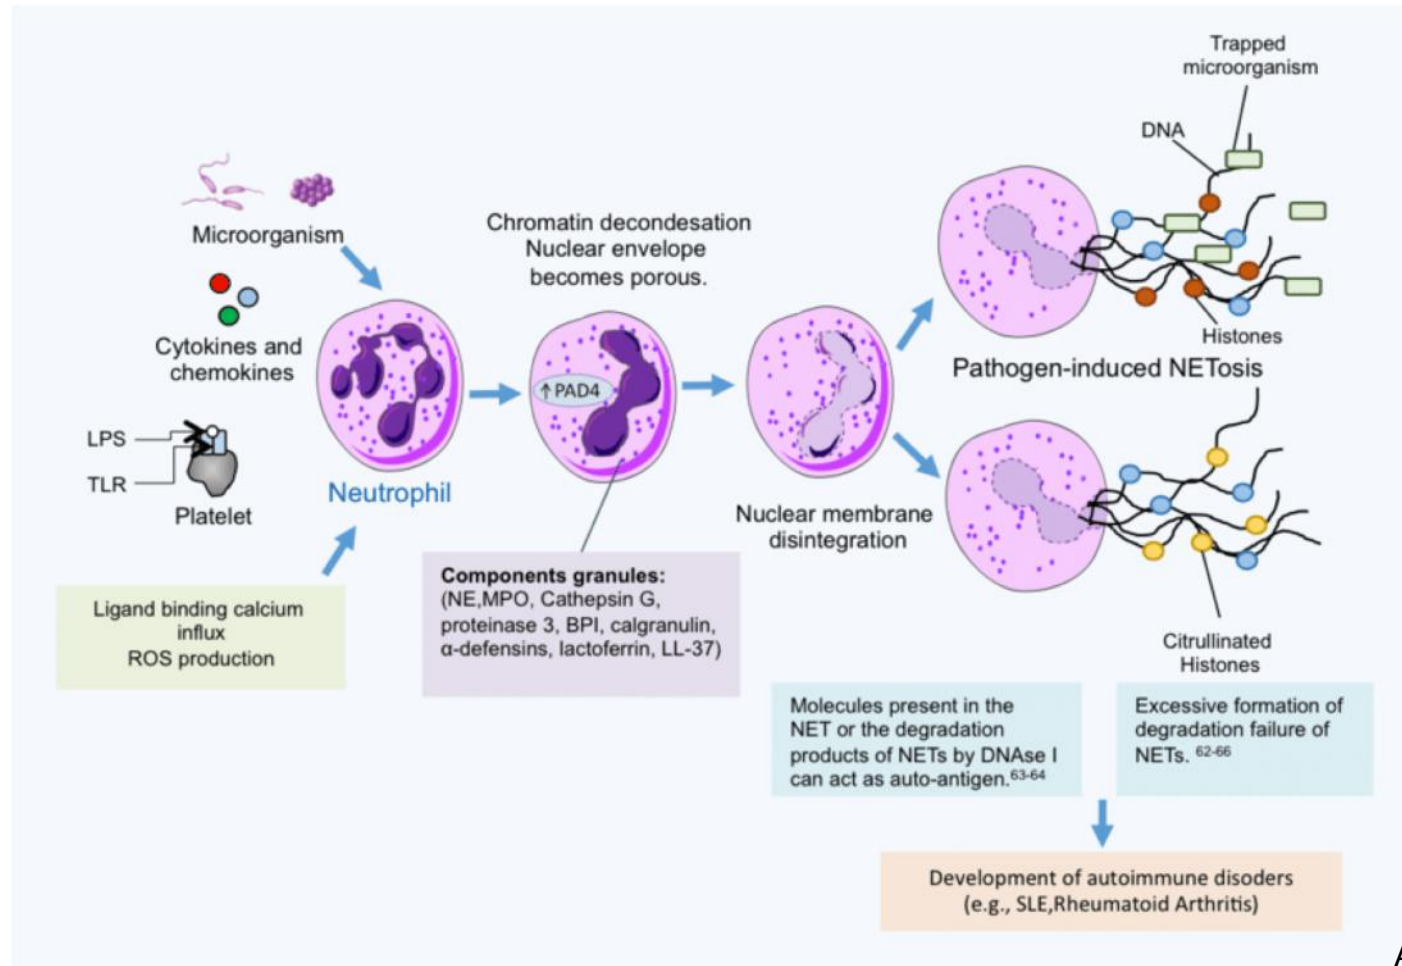 Trapped
microorganism
DNA
Microorganism
Chromatin decondesation
Nuclear envelope
becomes porous.
Cytokines and
chemokines
↑ PAD4
Histones
Pathogen-induced NETosis
LPS
TLR
Platelet
Neutrophil
Nuclear membrane
disintegration
Ligand binding calcium
influx
ROS production
Components granules:
(NE,MPO, Cathepsin G,
proteinase 3, BPI, calgranulin,
α-defensins, lactoferrin, LL-37)
Citrullinated
Histones
Molecules present in the
NET or the degradation
products of NETs by DNAse I
can act as auto-antigen.63-64
Excessive formation of
degradation failure of
NETs. 62-66
Development of autoimmune disoders
(e.g., SLE,Rheumatoid Arthritis)